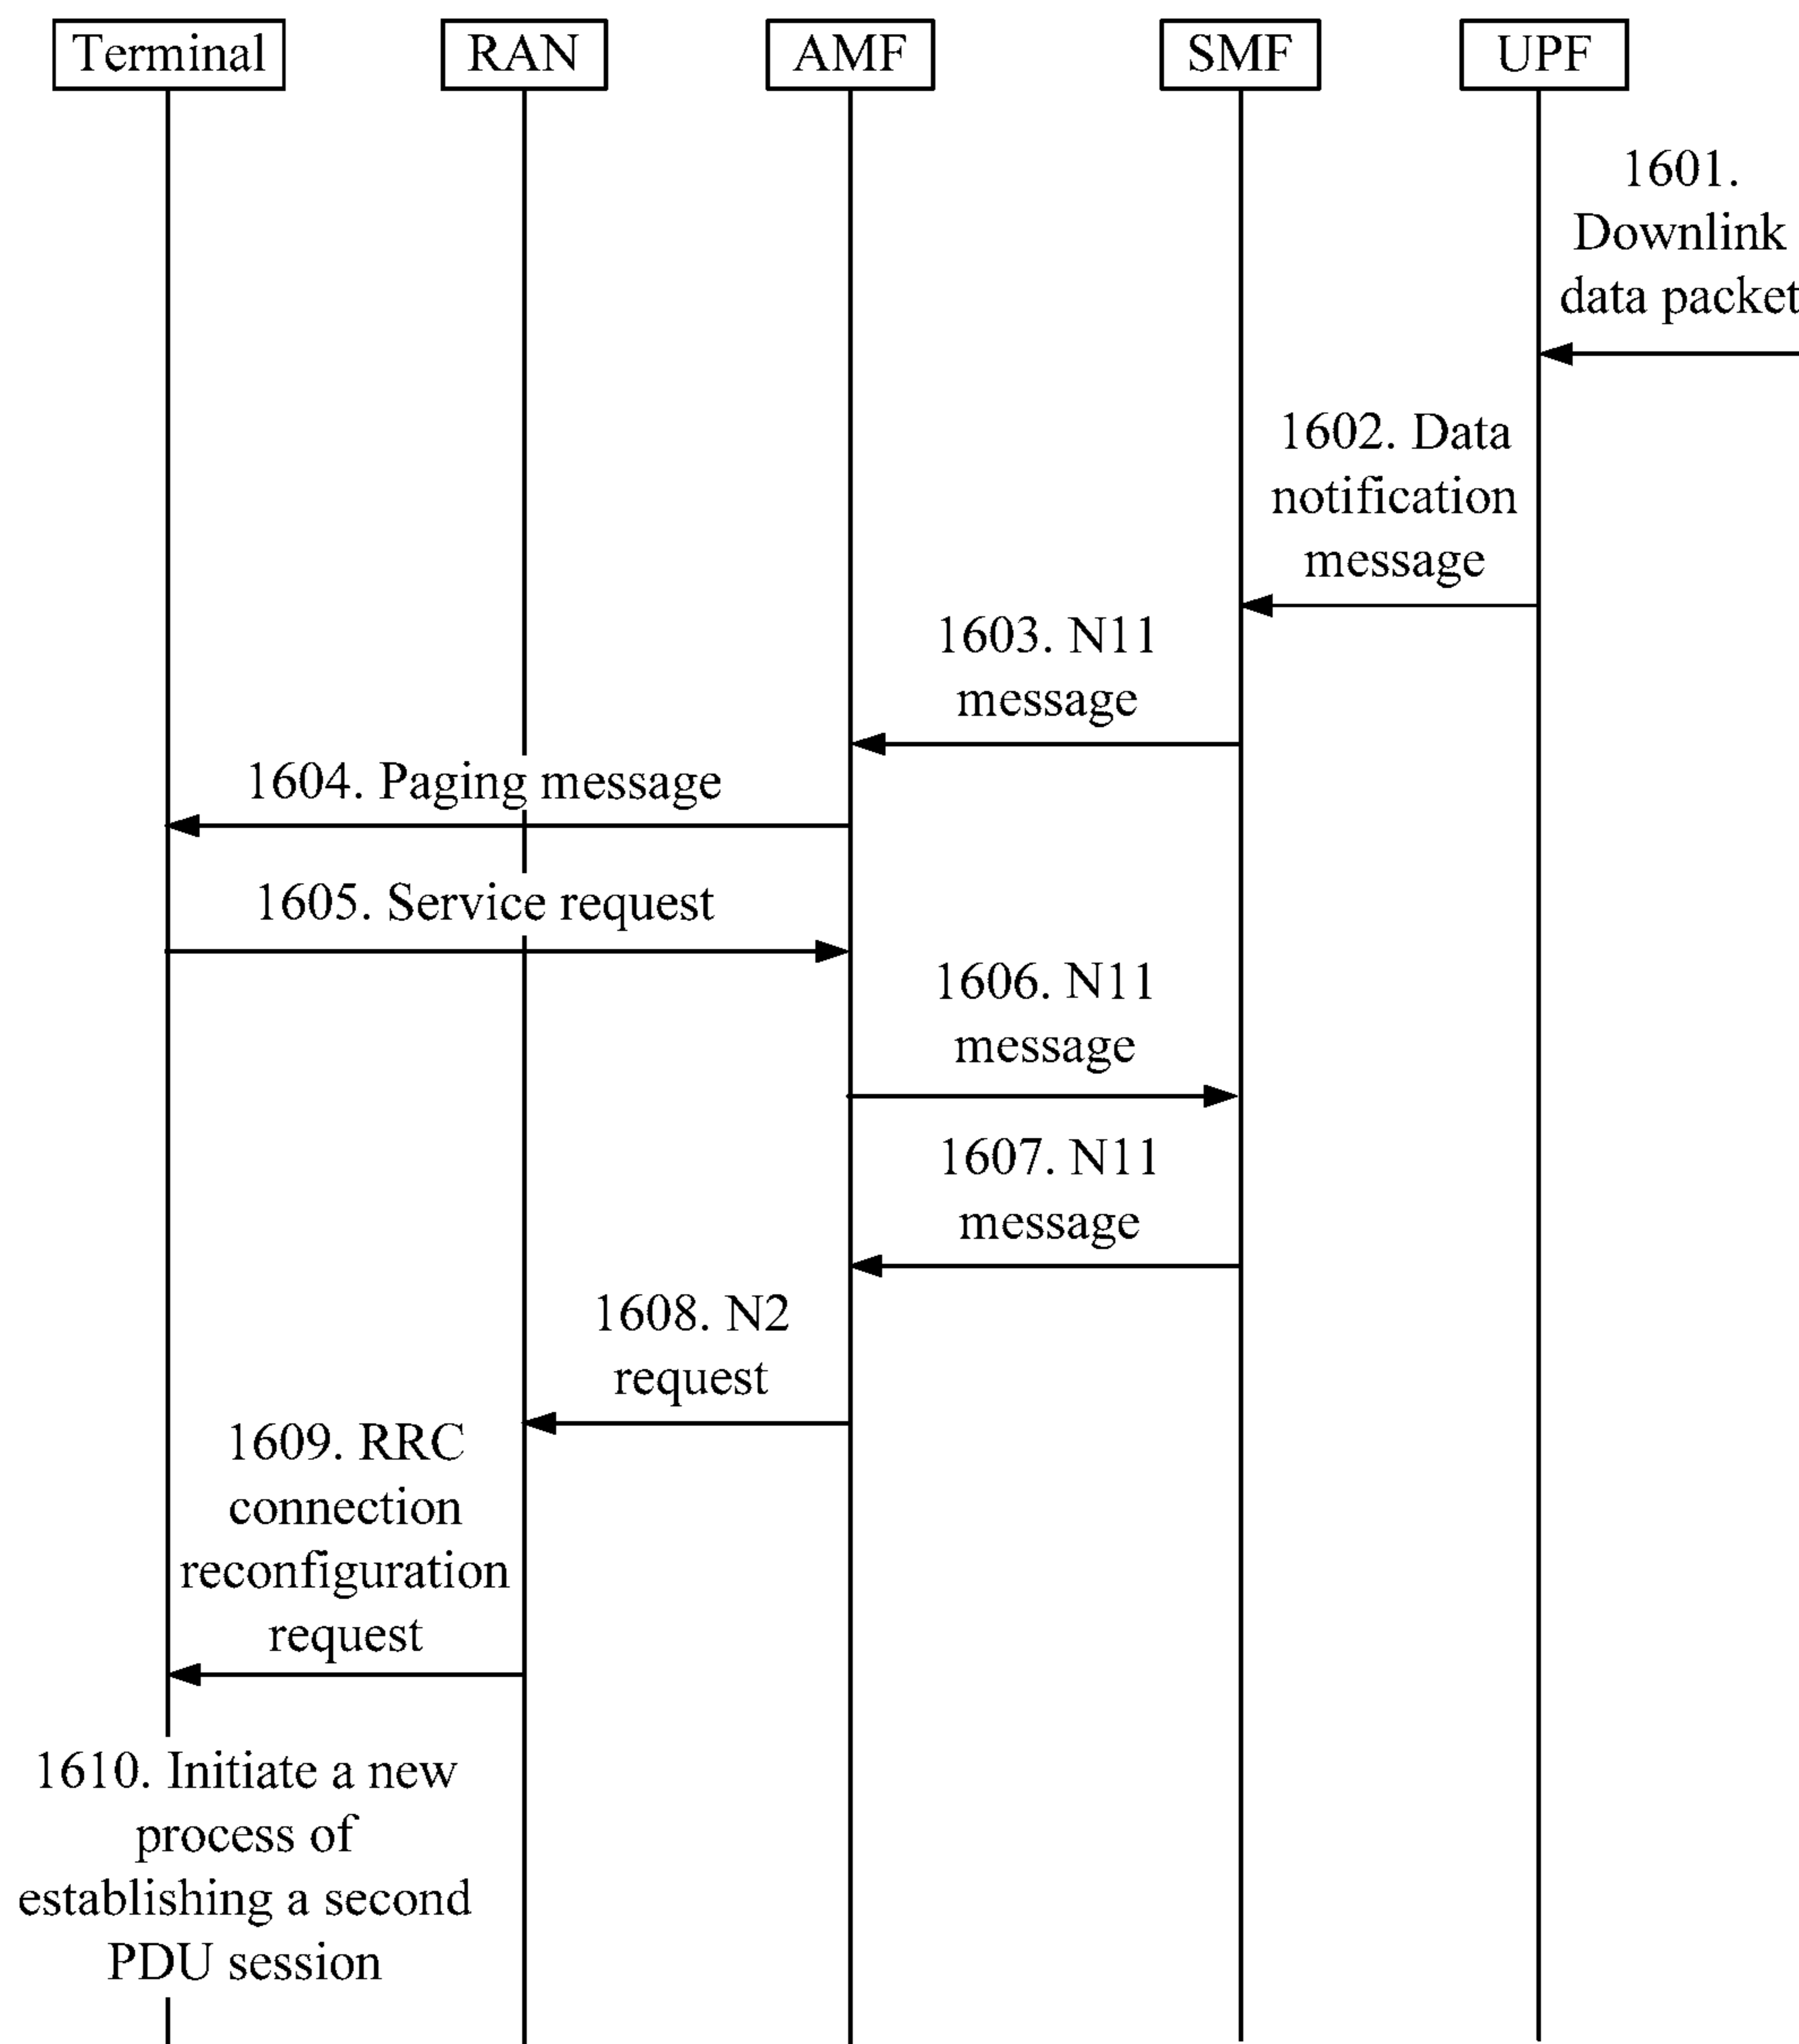 Terminal
RAN
AMF
SMF
UPF
1601.
Downlink
data packet
1602. Data
notification
message
1603. N11
message
1604. Paging message
1605. Service request
1606. N11
message
1607. N11
message
1608. N2
request
1609. RRC
connection
reconfiguration
request
1610. Initiate a new
process of
establishing a second
PDU session